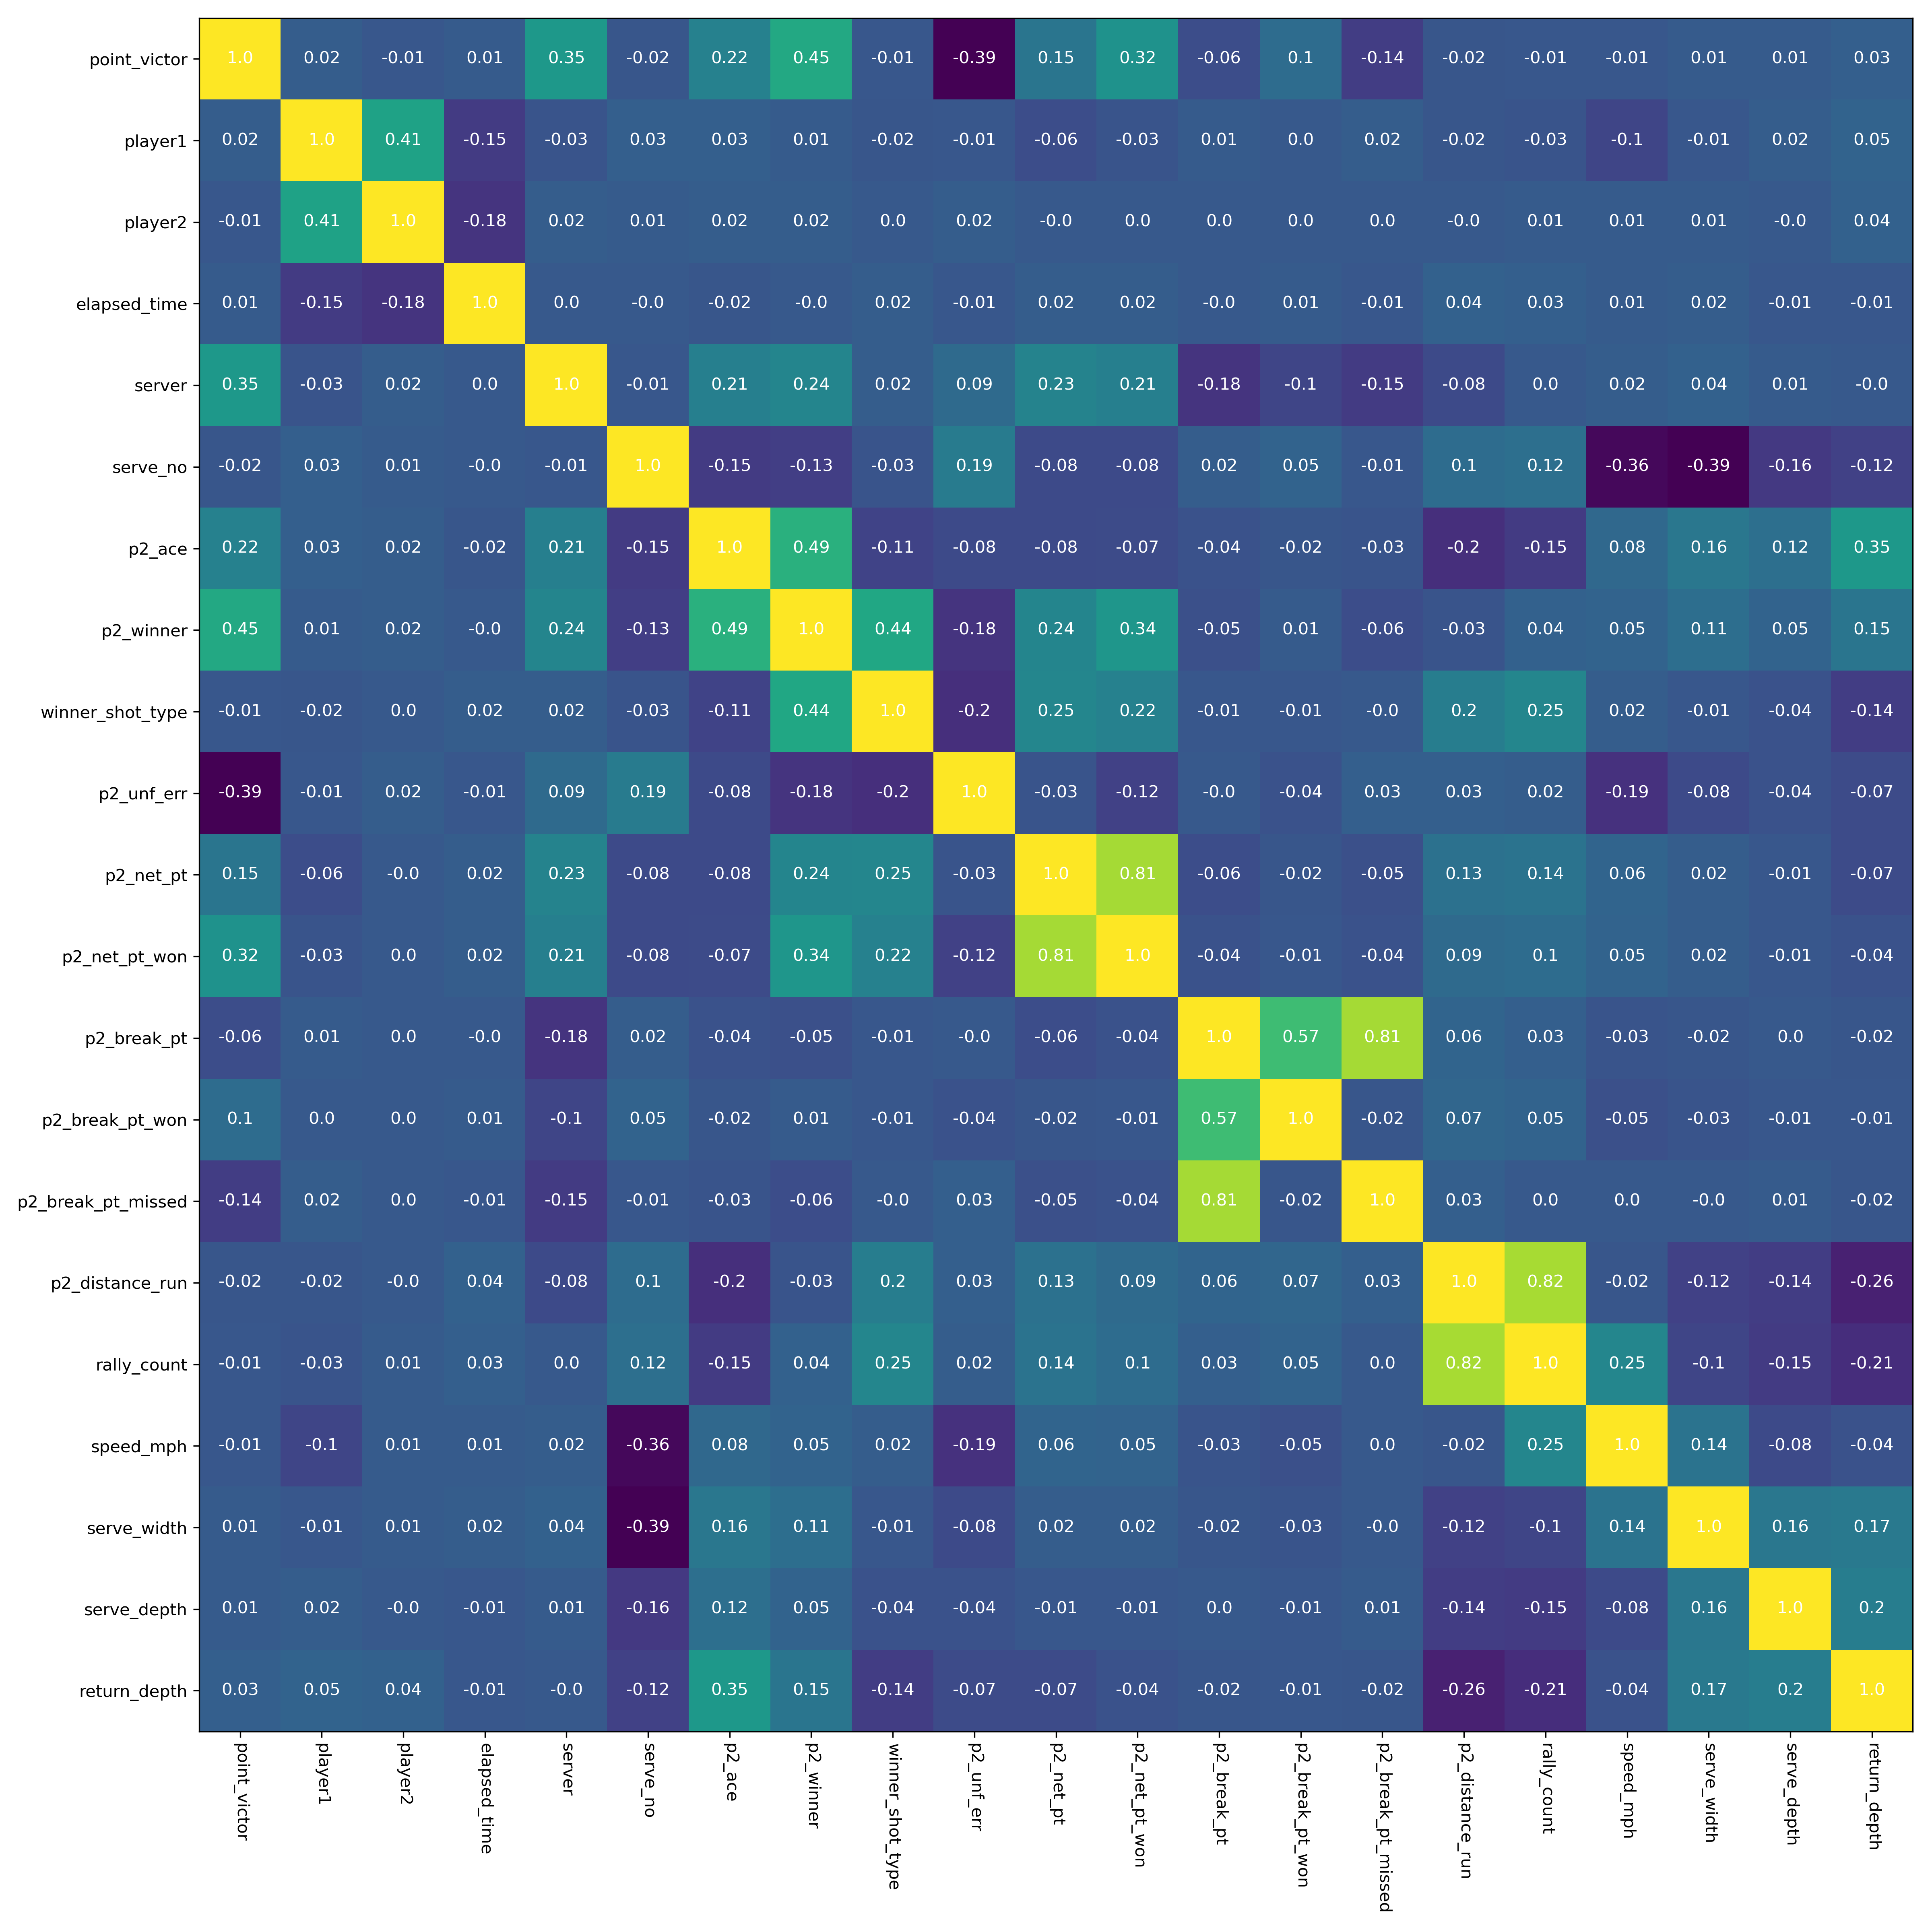 point_victor 1.0 0.02 -0.01 0.01 0.35 -0.02 0.22 0.45 -0.01 -0.39 0.15 0.32 -0.06 0.1 -0.14 -0.02 -0.01 -0.01 0.01 0.01 0.03
player1 0.02 1.0 0.41 -0.15 -0.03 0.03 0.03 0.01 -0.02 -0.01 -0.06 -0.03 0.01 0.0 0.02 -0.02 -0.03 -0.1 -0.01 0.02 0.05
player2 -0.01 0.41 1.0 -0.18 0.02 0.01 0.02 0.02 0.0 0.02 -0.0 0.0 0.0 0.0 0.0 -0.0 0.01 0.01 0.01 -0.0 0.04
elapsed_time 0.01 -0.15 -0.18 1.0 0.0 -0.0 -0.02 -0.0 0.02 -0.01 0.02 0.02 -0.0 0.01 -0.01 0.04 0.03 0.01 0.02 -0.01 -0.01
server 0.35 -0.03 0.02 0.0 1.0 -0.01 0.21 0.24 0.02 0.09 0.23 0.21 -0.18 -0.1 -0.15 -0.08 0.0 0.02 0.04 0.01 -0.0
serve_no -0.02 0.03 0.01 -0.0 -0.01 1.0 -0.15 -0.13 -0.03 0.19 -0.08 -0.08 0.02 0.05 -0.01 0.1 0.12 -0.36 -0.39 -0.16 -0.12
p2_ace 0.22 0.03 0.02 -0.02 0.21 -0.15 1.0 0.49 -0.11 -0.08 -0.08 -0.07 -0.04 -0.02 -0.03 -0.2 -0.15 0.08 0.16 0.12 0.35
p2_winner 0.45 0.01 0.02 -0.0 0.24 -0.13 0.49 1.0 0.44 -0.18 0.24 0.34 -0.05 0.01 -0.06 -0.03 0.04 0.05 0.11 0.05 0.15
winner_shot_type -0.01 -0.02 0.0 0.02 0.02 -0.03 -0.11 0.44 1.0 -0.2 0.25 0.22 -0.01 -0.01 -0.0 0.2 0.25 0.02 -0.01 -0.04 -0.14
p2_unf_err -0.39 -0.01 0.02 -0.01 0.09 0.19 -0.08 -0.18 -0.2 1.0 -0.03 -0.12 -0.0 -0.04 0.03 0.03 0.02 -0.19 -0.08 -0.04 -0.07
p2_net_pt 0.15 -0.06 -0.0 0.02 0.23 -0.08 -0.08 0.24 0.25 -0.03 1.0 0.81 -0.06 -0.02 -0.05 0.13 0.14 0.06 0.02 -0.01 -0.07
p2_net_pt_won 0.32 -0.03 0.0 0.02 0.21 -0.08 -0.07 0.34 0.22 -0.12 0.81 1.0 -0.04 -0.01 -0.04 0.09 0.1 0.05 0.02 -0.01 -0.04
p2_break_pt -0.06 0.01 0.0 -0.0 -0.18 0.02 -0.04 -0.05 -0.01 -0.0 -0.06 -0.04 1.0 0.57 0.81 0.06 0.03 -0.03 -0.02 0.0 -0.02
p2_break_pt_won 0.1 0.0 0.0 0.01 -0.1 0.05 -0.02 0.01 -0.01 -0.04 -0.02 -0.01 0.57 1.0 -0.02 0.07 0.05 -0.05 -0.03 -0.01 -0.01
p2_break_pt_missed -0.14 0.02 0.0 -0.01 -0.15 -0.01 -0.03 -0.06 -0.0 0.03 -0.05 -0.04 0.81 -0.02 1.0 0.03 0.0 0.0 -0.0 0.01 -0.02
p2_distance_run -0.02 -0.02 -0.0 0.04 -0.08 0.1 -0.2 -0.03 0.2 0.03 0.13 0.09 0.06 0.07 0.03 1.0 0.82 -0.02 -0.12 -0.14 -0.26
rally_count -0.01 -0.03 0.01 0.03 0.0 0.12 -0.15 0.04 0.25 0.02 0.14 0.1 0.03 0.05 0.0 0.82 1.0 0.25 -0.1 -0.15 -0.21
speed_mph -0.01 -0.1 0.01 0.01 0.02 -0.36 0.08 0.05 0.02 -0.19 0.06 0.05 -0.03 -0.05 0.0 -0.02 0.25 1.0 0.14 -0.08 -0.04
serve_width 0.01 -0.01 0.01 0.02 0.04 -0.39 0.16 0.11 -0.01 -0.08 0.02 0.02 -0.02 -0.03 -0.0 -0.12 -0.1 0.14 1.0 0.16 0.17
serve_depth 0.01 0.02 -0.0 -0.01 0.01 -0.16 0.12 0.05 -0.04 -0.04 -0.01 -0.01 0.0 -0.01 0.01 -0.14 -0.15 -0.08 0.16 1.0 0.2
return_depth 0.03 0.05 0.04 -0.01 -0.0 -0.12 0.35 0.15 -0.14 -0.07 -0.07 -0.04 -0.02 -0.01 -0.02 -0.26 -0.21 -0.04 0.17 0.2 1.0
point_victor player1 player2 elapsed_time server serve_no p2_ace p2_winner winner_shot_type p2_unf_err p2_net_pt p2_net_pt_won p2_break_pt p2_break_pt_won p2_break_pt_missed p2_distance_run rally_count speed_mph serve_width serve_depth return_depth